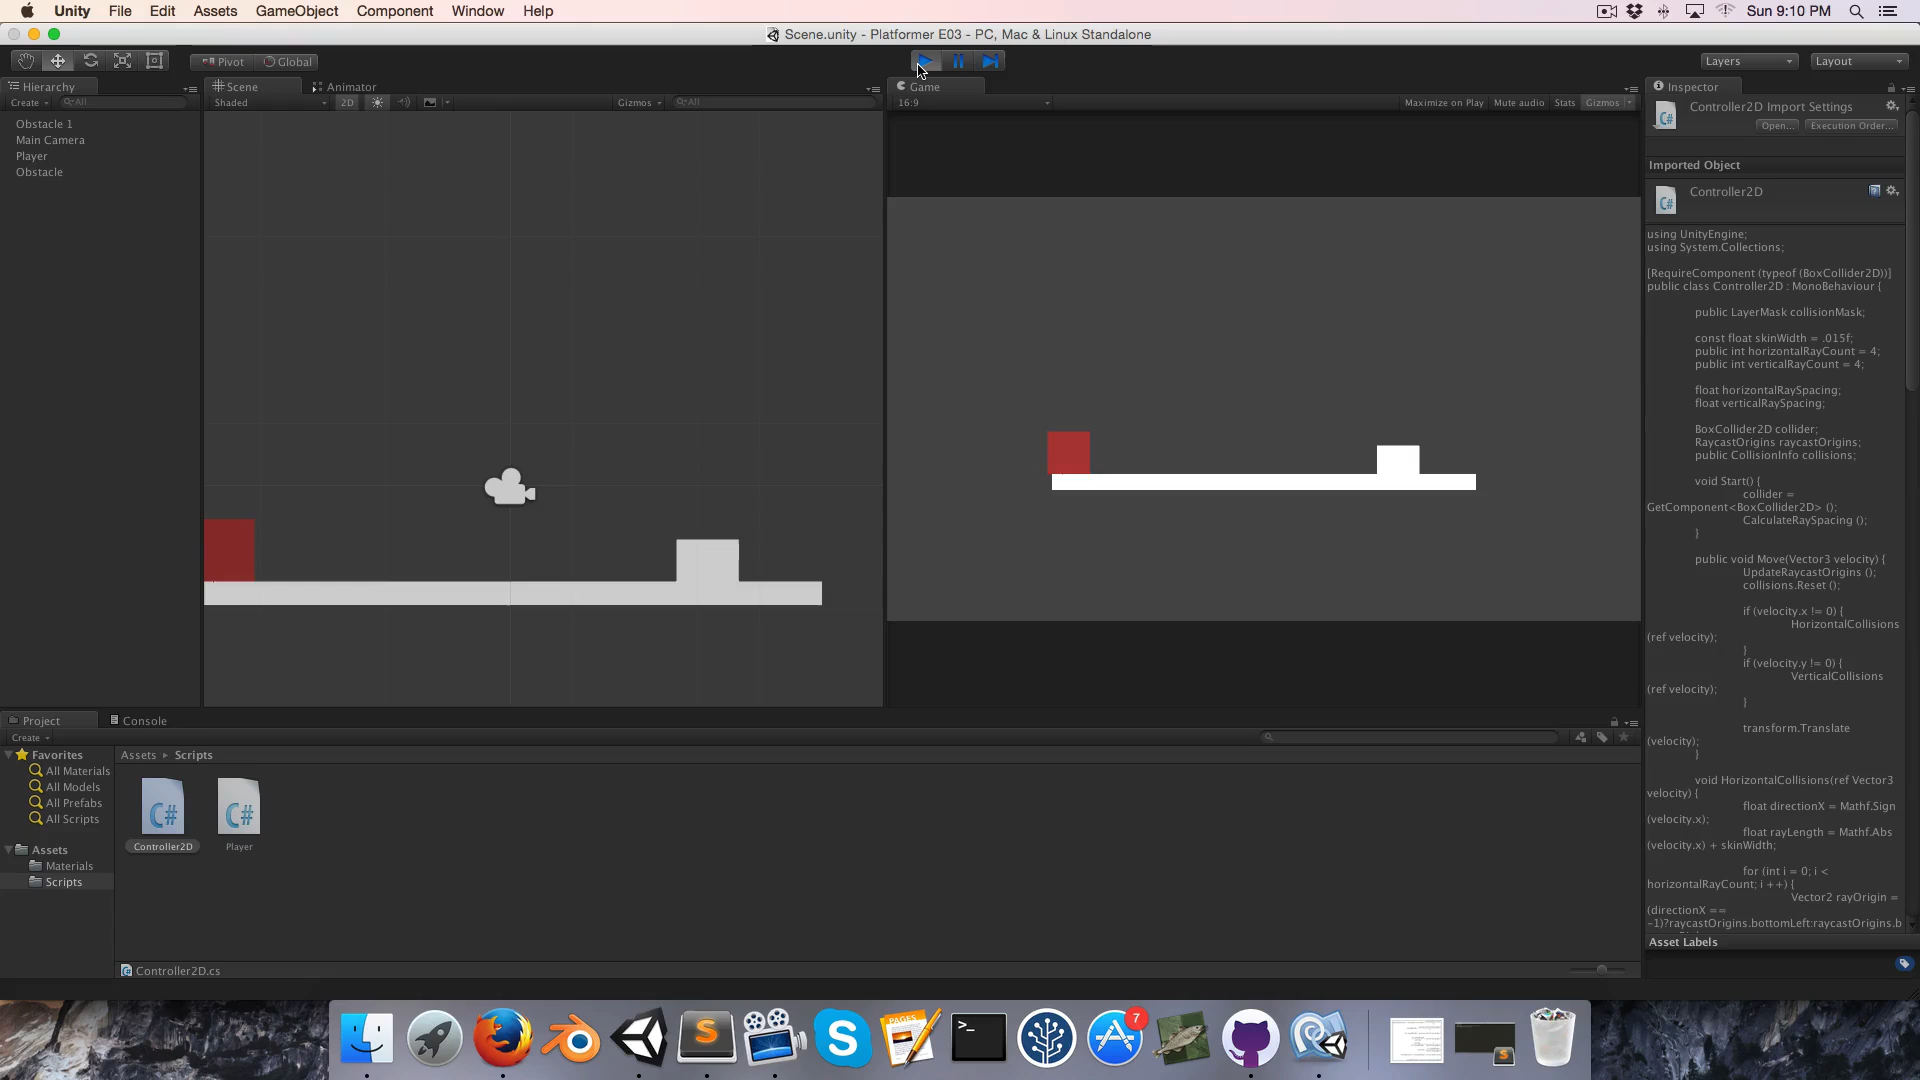 Unity File Edit Assets GameObject Component Window Help Sun 9:10 PM
Scene.unity - Platformer E03 - PC, Mac & Linux Standalone
Pivot Global Layers Layout
Hierarchy Scene Animator Game Inspector
Create All Shaded 2D Gizmos All 16:9 Maximize on Play Mute audio Stats Gizmos
Obstacle 1
Main Camera
Player
Obstacle
Controller2D Import Settings
Open... Execution Order...
Imported Object
Controller2D
C#
C#
using UnityEngine;
using System.Collections;
[RequireComponent (typeof (BoxCollider2D))]
public class Controller2D : MonoBehaviour {
public LayerMask collisionMask;
const float skinWidth = .015f;
public int horizontalRayCount = 4;
public int verticalRayCount = 4;
float horizontalRaySpacing;
float verticalRaySpacing;
BoxCollider2D collider;
RaycastOrigins raycastOrigins;
public CollisionInfo collisions;
void Start() {
collider =
GetComponent<BoxCollider2D> ();
CalculateRaySpacing ();
}
public void Move(Vector3 velocity) {
UpdateRaycastOrigins ();
collisions.Reset ();
if (velocity.x != 0) {
HorizontalCollisions
(ref velocity);
}
if (velocity.y != 0) {
VerticalCollisions
(ref velocity);
}
transform.Translate
(velocity);
}
void HorizontalCollisions(ref Vector3
velocity) {
float directionX = Mathf.Sign
(velocity.x);
float rayLength = Mathf.Abs
(velocity.x) + skinWidth;
for (int i = 0; i <
horizontalRayCount; i ++) {
Vector2 rayOrigin =
(directionX ==
-1)?raycastOrigins.bottomLeft:raycastOrigins.b
Asset Labels
Project Console
Create
Favorites
All Materials
All Models
All Prefabs
All Scripts
Assets
Materials
Scripts
Assets ▸ Scripts
C# C#
Controller2D Player
Controller2D.cs
PAGES
7
S
S
>_